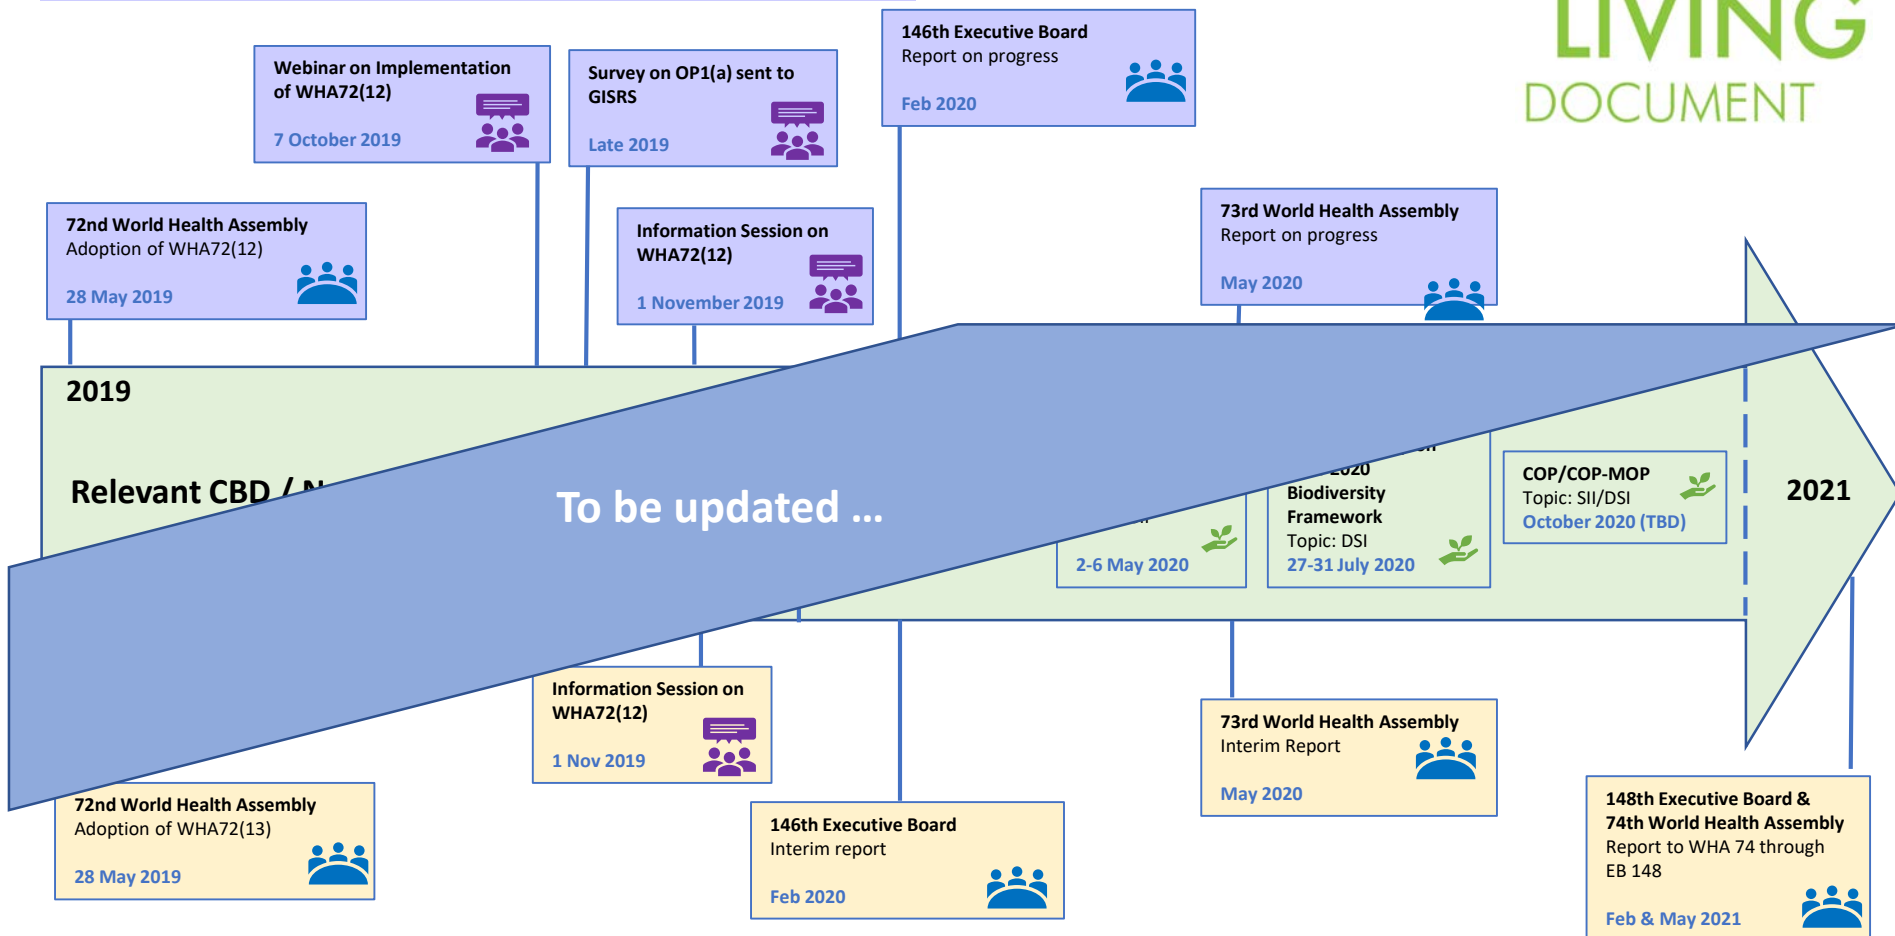 LIVING
DOCUMENT
146th Executive Board
Report on progress
Feb 2020
Webinar on Implementation
of WHA72(12)
7 October 2019
Survey on OP1(a) sent to
GISRS
Late 2019
72nd World Health Assembly
Adoption of WHA72(12)
28 May 2019
Information Session on
WHA72(12)
1 November 2019
73rd World Health Assembly
Report on progress
May 2020
2019
Relevant CBD /
To be updated ...
2-6 May 2020
2020
Biodiversity
Framework
Topic: DSI
27-31 July 2020
COP/COP-MOP
Topic: SII/DSI
October 2020 (TBD)
2021
Information Session on
WHA72(12)
1 Nov 2019
72nd World Health Assembly
Adoption of WHA72(13)
28 May 2019
146th Executive Board
Interim report
Feb 2020
73rd World Health Assembly
Interim Report
May 2020
148th Executive Board &
74th World Health Assembly
Report to WHA 74 through
EB 148
Feb & May 2021